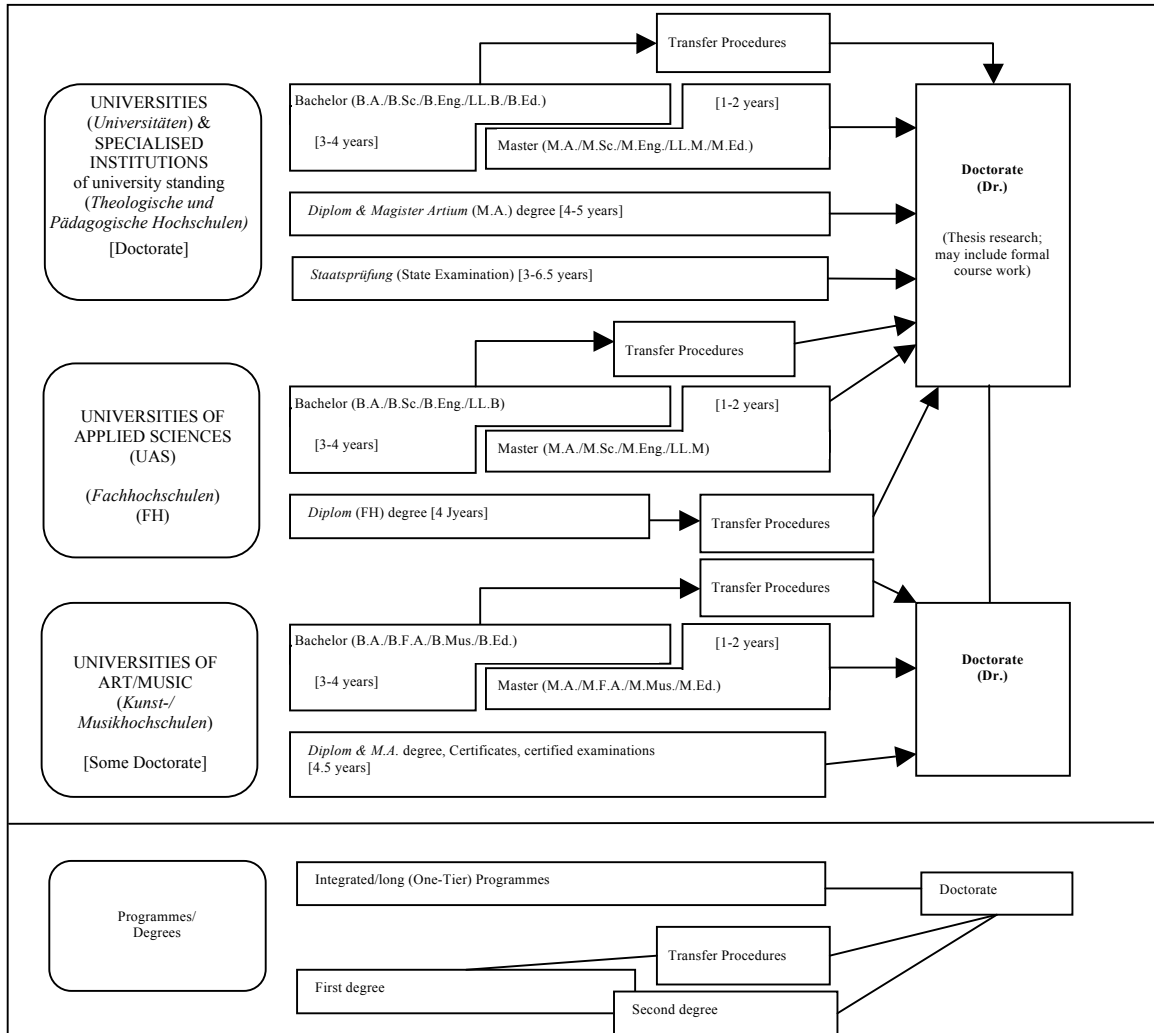 Transfer Procedures
UNIVERSITIES
(Universitäten) &
SPECIALISED
INSTITUTIONS
of university standing
(Theologische und
Pädagogische Hochschulen)
[Doctorate]
Bachelor (B.A./B.Sc./B.Eng./LL.B./B.Ed.)
[3-4 years]
[1-2 years]
Master (M.A./M.Sc./M.Eng./LL.M./M.Ed.)
Diplom & Magister Artium (M.A.) degree [4-5 years]
Staatsprüfung (State Examination) [3-6.5 years]
Doctorate
(Dr.)
(Thesis research;
may include formal
course work)
Transfer Procedures
UNIVERSITIES OF
APPLIED SCIENCES
(UAS)
(Fachhochschulen)
(FH)
Bachelor (B.A./B.Sc./B.Eng./LL.B)
[3-4 years]
[1-2 years]
Master (M.A./M.Sc./M.Eng./LL.M)
Diplom (FH) degree [4 Jyears]
Transfer Procedures
Transfer Procedures
UNIVERSITIES OF
ART/MUSIC
(Kunst-/
Musikhochschulen)
[Some Doctorate]
Bachelor (B.A./B.F.A./B.Mus./B.Ed.)
[3-4 years]
[1-2 years]
Master (M.A./M.F.A./M.Mus./M.Ed.)
Diplom & M.A. degree, Certificates, certified examinations
[4.5 years]
Doctorate
(Dr.)
Programmes/
Degrees
Integrated/long (One-Tier) Programmes
Doctorate
Transfer Procedures
First degree
Second degree